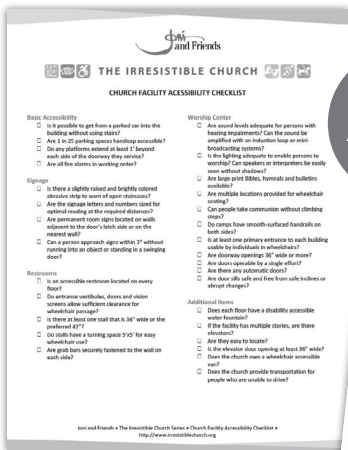 Joni
and Friends
THE IRRESISTIBLE CHURCH
CHURCH FACILITY ACESSIBILITY CHECKLIST
Basic Accessibility
Is it possible to get from a parked car into the
building without using stairs?
Are 1 in 25 parking spaces handicap accessible?
Do any platforms extend at least 1' beyond
each side of the doorway they service?
Are all fire alarms in working order?
Signage
Is there a slightly raised and brightly colored
abrasive strip to warn of open staircases?
Are the signage letters and numbers sized for
optimal reading at the required distances?
Are permanent room signs located on walls
adjacent to the door's latch side or on the
nearest wall?
Can a person approach signs within 3" without
running into an object or standing in a swinging
door?
Restrooms
Is an accessible restroom located on every
floor?
Do entrance vestibules, doors and vision
screens allow sufficient clearance for
wheelchair passage?
Is there at least one stall that is 36" wide or the
preferred 42"?
Do stalls have a turning space 5'x5' for easy
wheelchair use?
Are grab bars securely fastened to the wall on
each side?
Worship Center
Are sound levels adequate for persons with
hearing impairments? Can the sound be
amplified with an induction loop or mini-
broadcasting systems?
Is the lighting adequate to enable persons to
worship? Can speakers or interpreters be easily
seen without shadows?
Are large print Bibles, hymnals and bulletins
available?
Are multiple locations provided for wheelchair
seating?
Can people take communion without climbing
steps?
Do ramps have smooth-surfaced handrails on
both sides?
Is at least one primary entrance to each building
usable by individuals in wheelchairs?
Are doorway openings 36" wide or more?
Are doors operable by a single effort?
Are there any automatic doors?
Are door sills safe and free from safe inclines or
abrupt changes?
Additional Items
Does each floor have a disability accessible
water fountain?
If the facility has multiple stories, are there
elevators?
Are they easy to locate?
Is the elevator door opening at least 36" wide?
Does the church own a wheelchair accessible
van?
Does the church provide transportation for
people who are unable to drive?
Joni and Friends • The Irresistible Church Series • Church Facility Accessibility Checklist •
http://www.irresistiblechurch.org